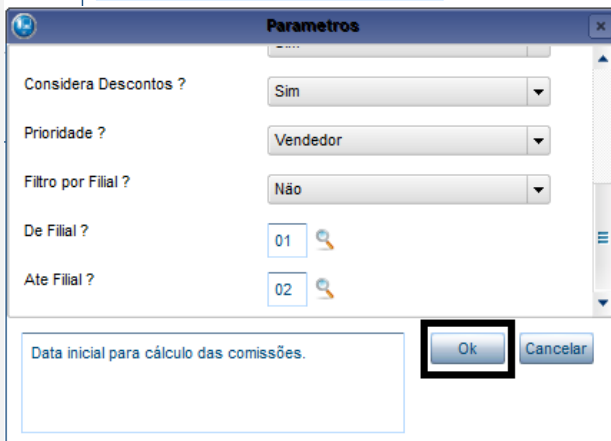 Parametros
Considera Descontos ?
Sim
Prioridade ?
Vendedor
Filtro por Filial ?
Não
De Filial ?
01
Ate Filial ?
02
Data inicial para cálculo das comissões.
Ok
Cancelar